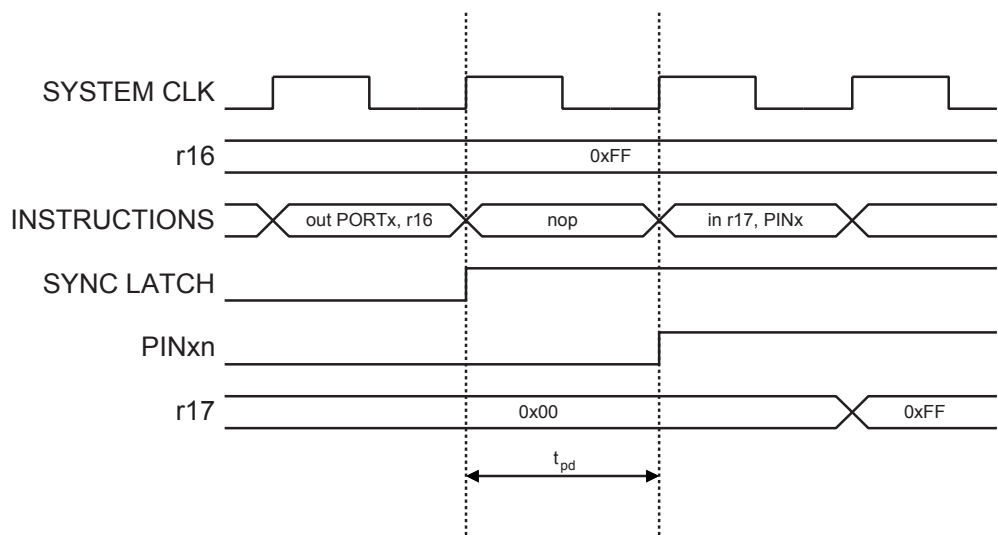 SYSTEM CLK
r16
0xFF
INSTRUCTIONS
out PORTx, r16
nop
in r17, PINx
SYNC LATCH
PINxn
r17
0x00
0xFF
tpd